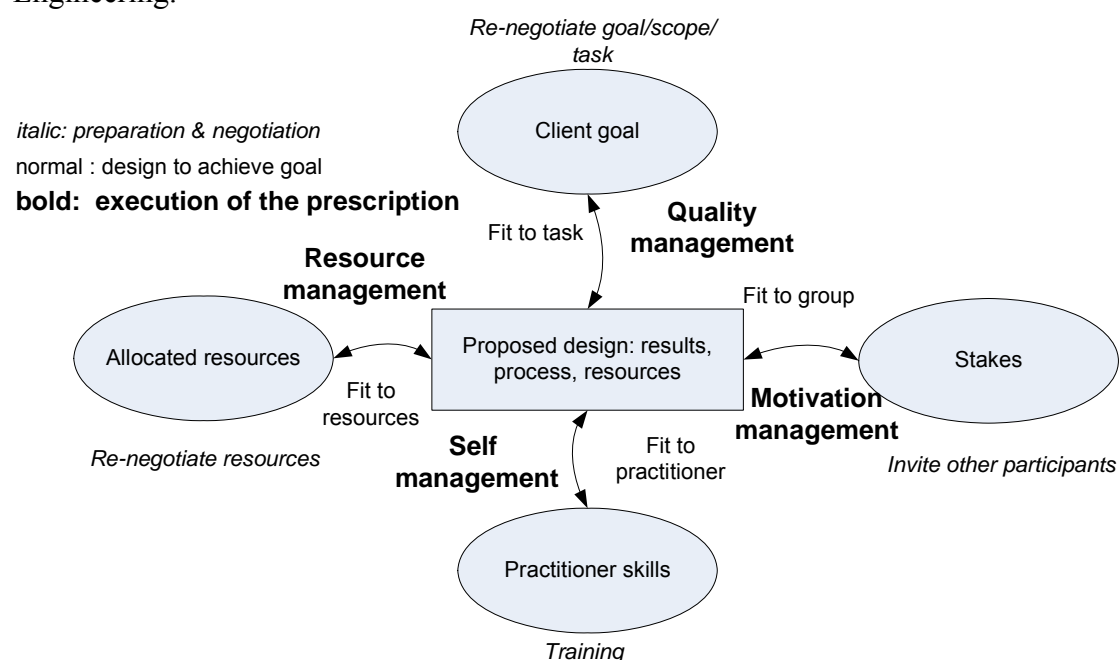 Engineering.
Re-negotiate goal/scope/
task
italic: preparation & negotiation
normal : design to achieve goal
bold:  execution of the prescription
Client goal
Fit to task
Quality
management
Resource
management
Fit to group
Allocated resources
Fit to
resources
Proposed design: results,
process, resources
Stakes
Motivation
management
Re-negotiate resources
Self
management
Fit to
practitioner
Invite other participants
Practitioner skills
Training